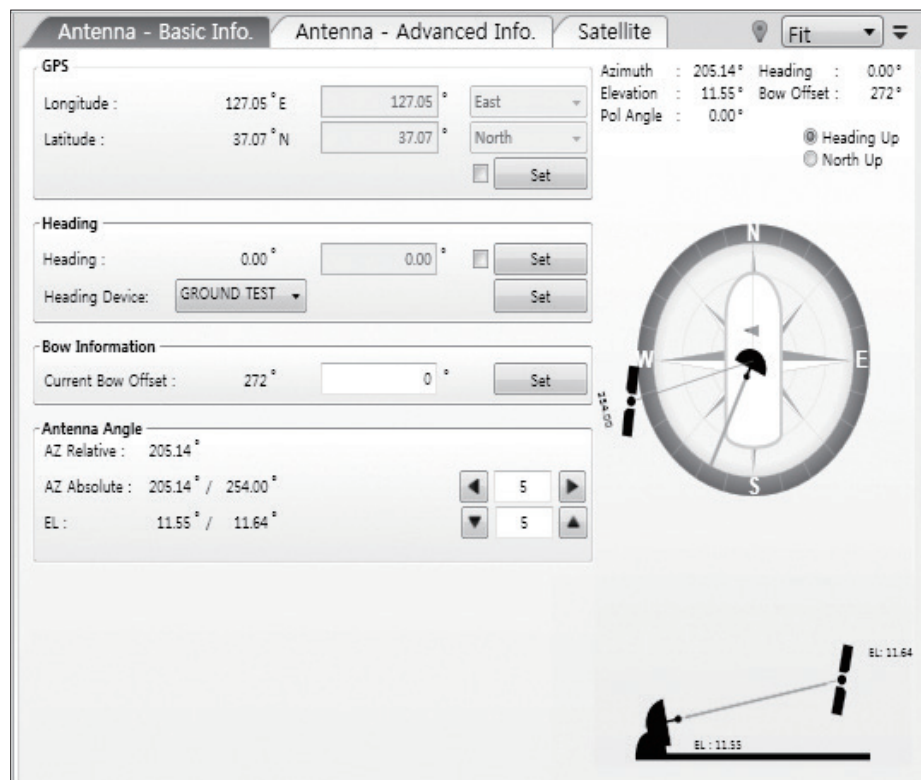 Antenna - Basic Info. Antenna - Advanced Info. Satellite Fit
GPS
Longitude : 127.05 ° E 127.05 ° East
Latitude : 37.07 ° N 37.07 ° North
Set
Azimuth : 205.14° Heading : 0.00°
Elevation : 11.55° Bow Offset : 272°
Pol Angle : 0.00°
Heading Up
North Up
Heading
Heading : 0.00 ° 0.00 ° Set
Heading Device: GROUND TEST Set
Bow Information
Current Bow Offset : 272 ° 0 ° Set
Antenna Angle
AZ Relative : 205.14 °
AZ Absolute : 205.14 ° / 254.00 ° 5
EL : 11.55 ° / 11.64 ° 5
N
W
E
S
254.00
EL: 11.64
EL : 11.55